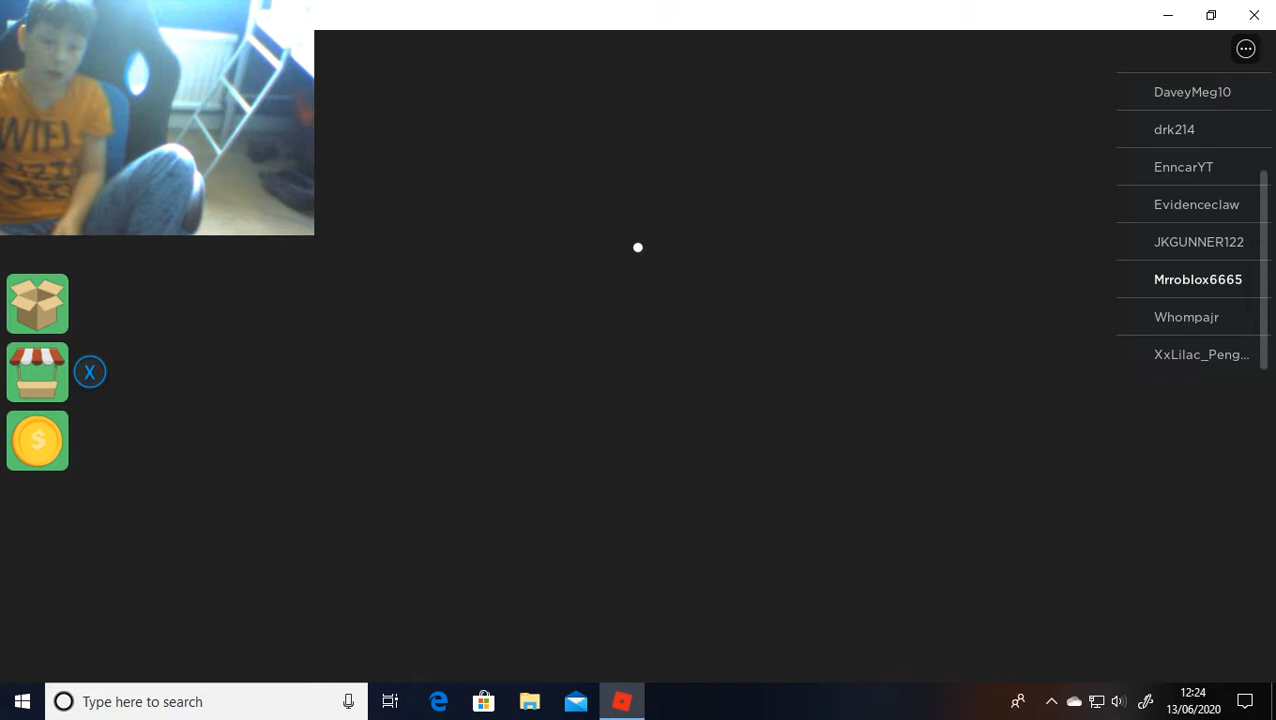 DaveyMeg10
drk214
EnncarYT
Evidenceclaw
JKGUNNER122
Mrroblox6665
Whompajr
XxLilac_Peng...
X
$
Type here to search
12:24
13/06/2020